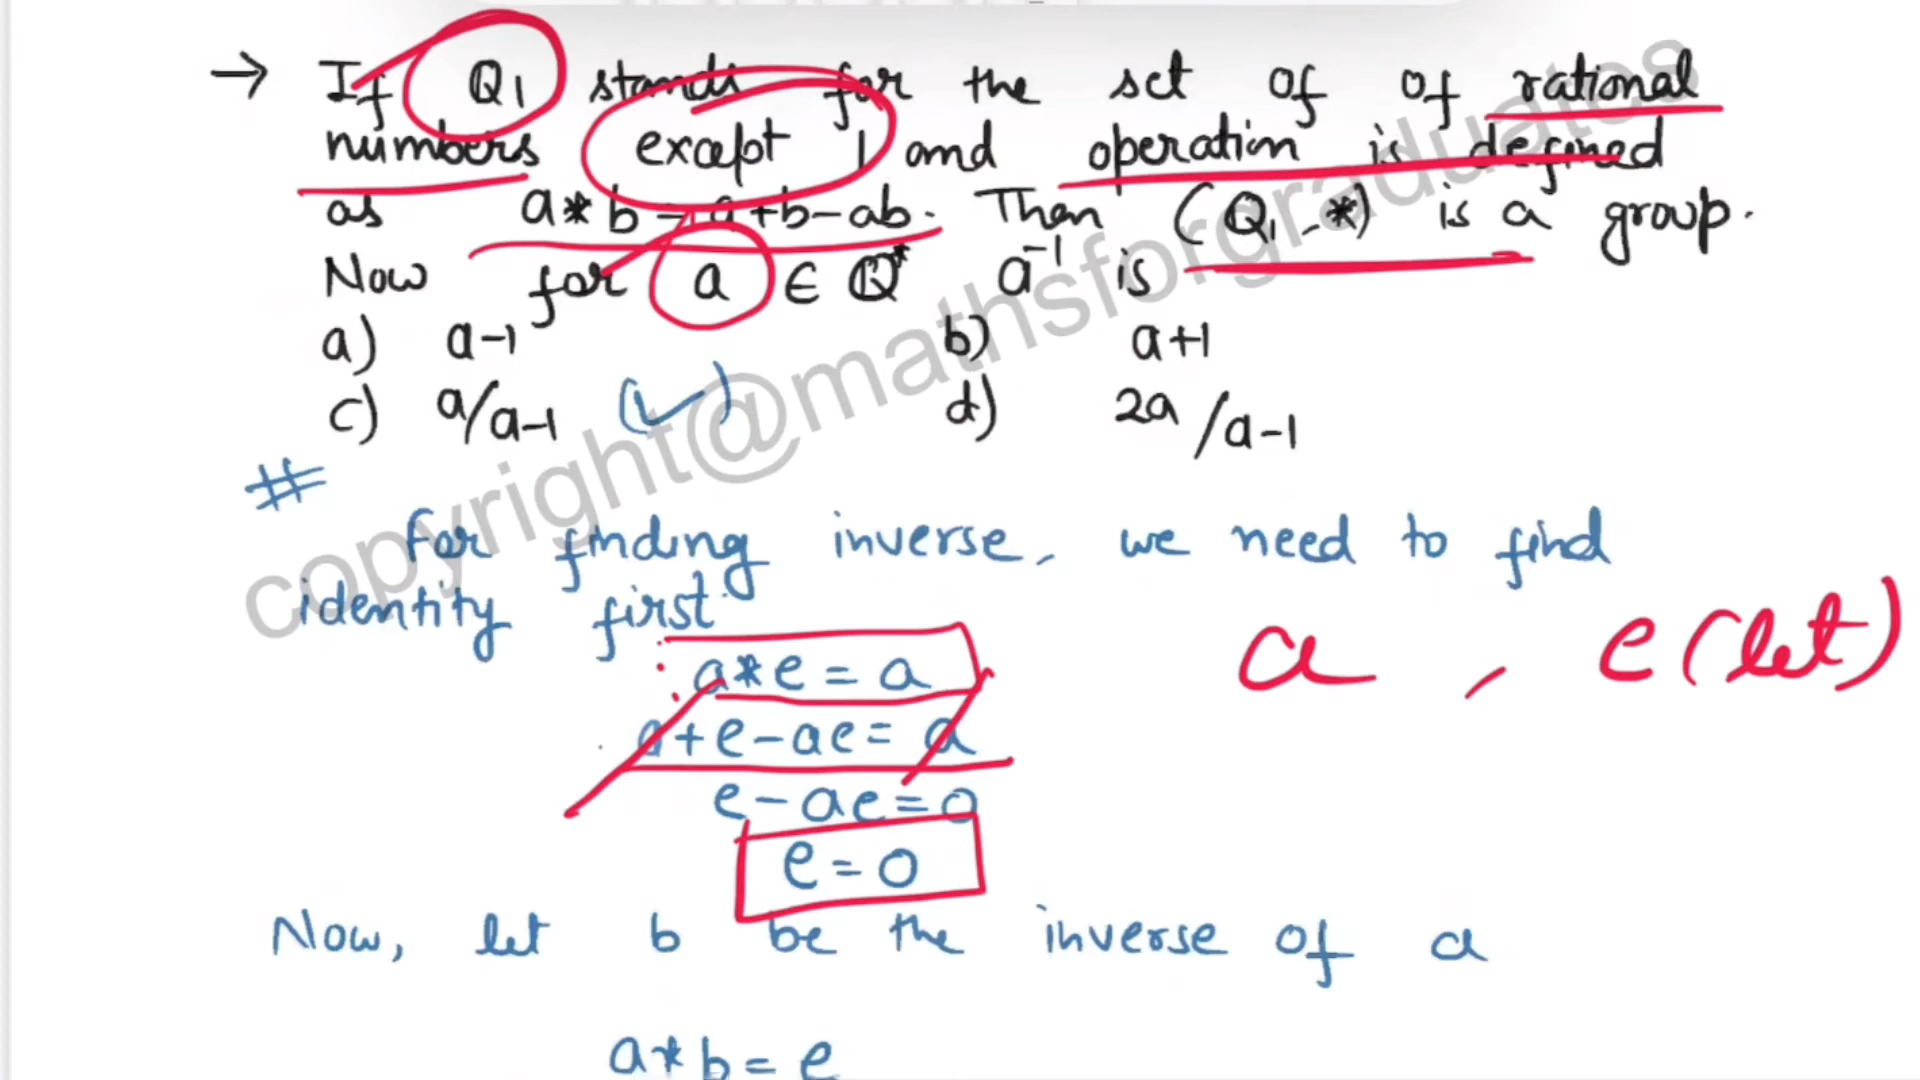 → If Q1 stands for the set of of rational
numbers except 1 and operation is defined
as a*b = a+b-ab. Then (Q1, *) is a group.
Now for a ∈ Q* a⁻¹ is
a) a-1 b) a+1
c) a/a-1 (✓) d) 2a/a-1
#
For finding inverse, we need to find
identity first
a , e (let)
a*e = a
a+e-ae = a
e-ae=0
e=0
Now, let b be the inverse of a
a*b = e
copyright@mathsforgraduates